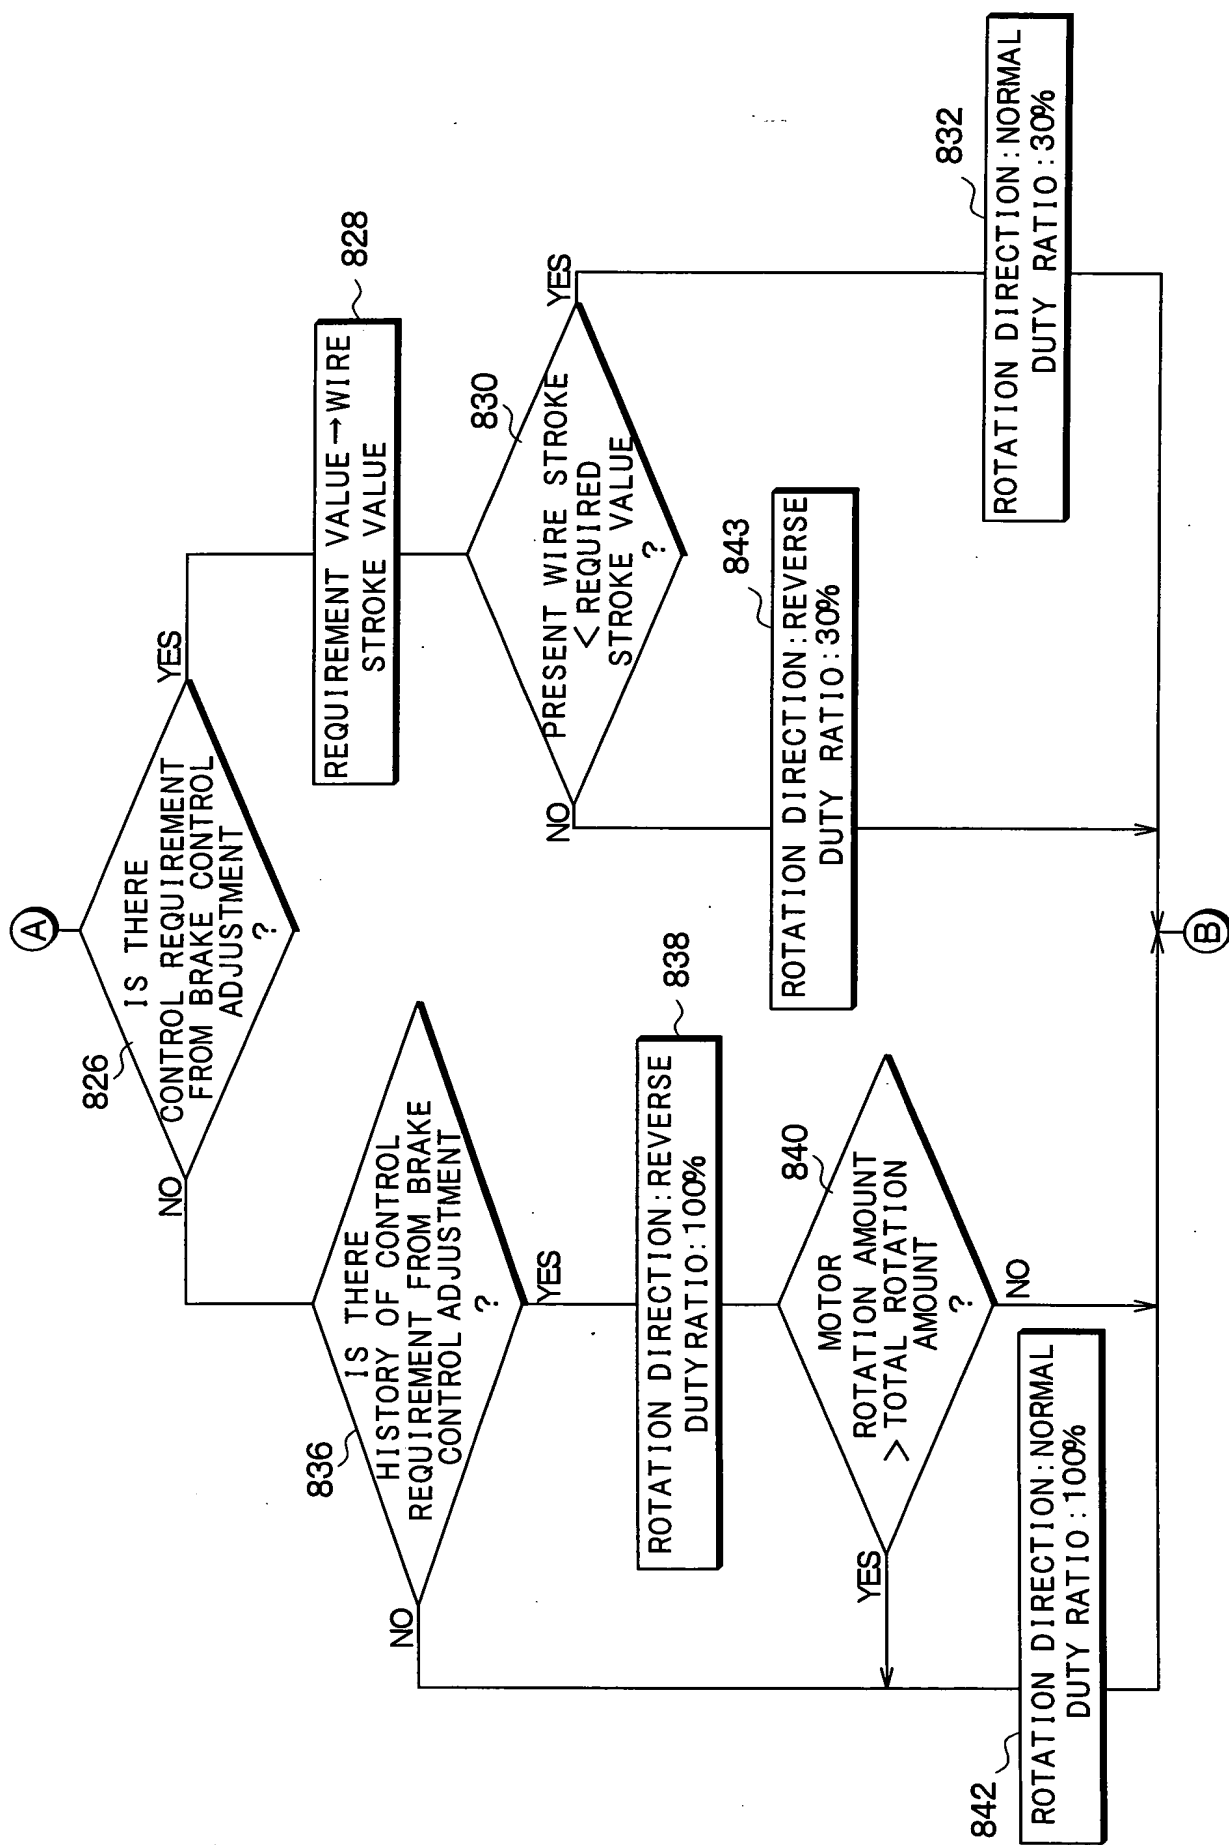 A
826
IS THERE
CONTROL REQUIREMENT
FROM BRAKE CONTROL
ADJUSTMENT
?
NO
YES
836
IS THERE
HISTORY OF CONTROL
REQUIREMENT FROM BRAKE
CONTROL ADJUSTMENT
?
NO
YES
828
REQUIREMENT VALUE→WIRE
STROKE VALUE
830
PRESENT WIRE STROKE
< REQUIRED
STROKE VALUE
?
NO
YES
838
ROTATION DIRECTION:REVERSE
DUTY RATIO:100%
843
ROTATION DIRECTION:REVERSE
DUTY RATIO:30%
840
MOTOR
ROTATION AMOUNT
> TOTAL ROTATION
AMOUNT
?
YES
NO
842
ROTATION DIRECTION:NORMAL
DUTY RATIO:100%
832
ROTATION DIRECTION:NORMAL
DUTY RATIO:30%
B